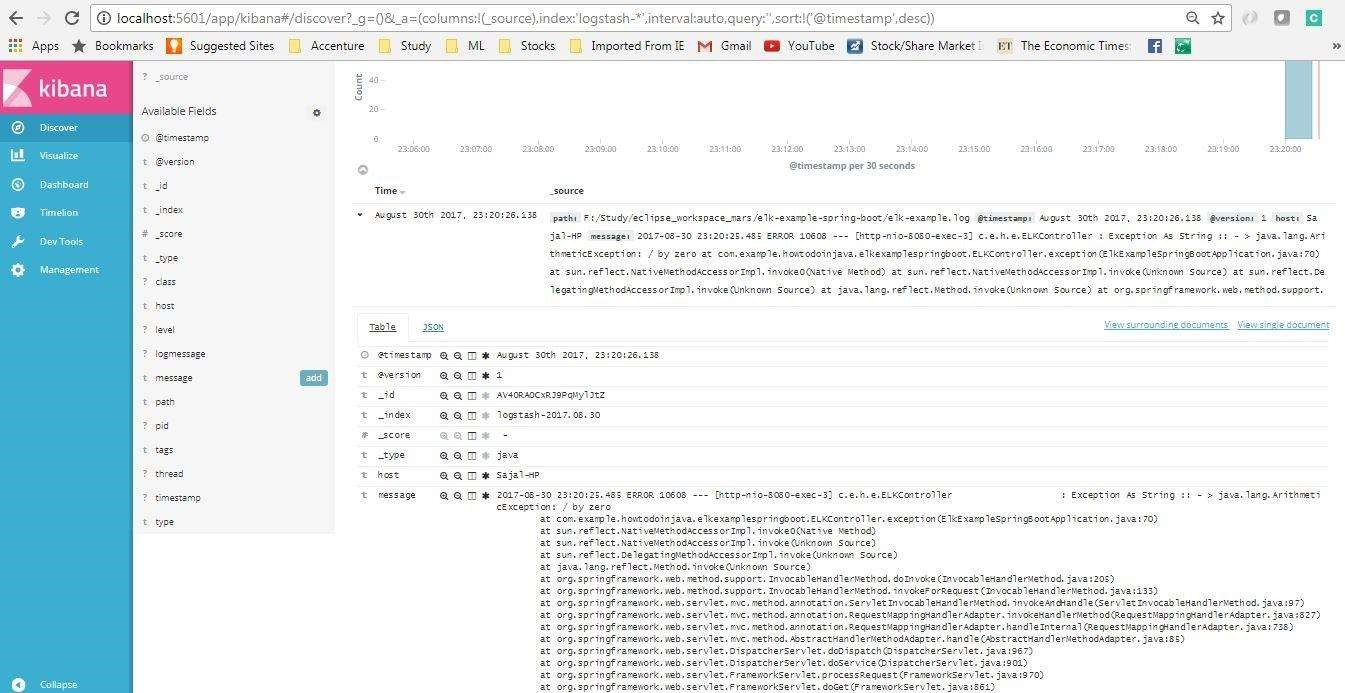 localhost:5601/app/kibana#/discover?_g=()&_a=(columns:!(_source),index:'logstash-*',interval:auto,query:'',sort:!('@timestamp',desc))
Apps Bookmarks Suggested Sites Accenture Study ML Stocks Imported From IE Gmail YouTube Stock/Share Market I ET The Economic Times: »
kibana
Discover
Visualize
Dashboard
Timelion
Dev Tools
Management
Collapse
? _source
Available Fields
@timestamp
t @version
t _id
t _index
# _score
t _type
? class
t host
? level
? logmessage
t message add
t path
? pid
t tags
? thread
? timestamp
t type
Count
40
20
0
23:06:00 23:07:00 23:08:00 23:09:00 23:10:00 23:11:00 23:12:00 23:13:00 23:14:00 23:15:00 23:16:00 23:17:00 23:18:00 23:19:00 23:20:00
@timestamp per 30 seconds
Time _source
August 30th 2017, 23:20:26.138 path: F:/Study/eclipse_workspace_mars/elk-example-spring-boot/elk-example.log @timestamp: August 30th 2017, 23:20:26.138 @version: 1 host: Sa
jal-HP message: 2017-08-30 23:20:25.485 ERROR 10608 --- [http-nio-8080-exec-3] c.e.h.e.ELKController : Exception As String :: - > java.lang.Ari
thmeticException: / by zero at com.example.howtodoinjava.elkexamplespringboot.ELKController.exception(ElkExampleSpringBootApplication.java:70)
at sun.reflect.NativeMethodAccessorImpl.invoke0(Native Method) at sun.reflect.NativeMethodAccessorImpl.invoke(Unknown Source) at sun.reflect.De
legatingMethodAccessorImpl.invoke(Unknown Source) at java.lang.reflect.Method.invoke(Unknown Source) at org.springframework.web.method.support.
Table JSON View surrounding documents View single document
@timestamp August 30th 2017, 23:20:26.138
t @version 1
t _id AV40RAOCxRJ9PqMylJtZ
t _index logstash-2017.08.30
# _score -
t _type java
t host Sajal-HP
t message 2017-08-30 23:20:25.485 ERROR 10608 --- [http-nio-8080-exec-3] c.e.h.e.ELKController : Exception As String :: - > java.lang.Arithmeti
cException: / by zero
at com.example.howtodoinjava.elkexamplespringboot.ELKController.exception(ElkExampleSpringBootApplication.java:70)
at sun.reflect.NativeMethodAccessorImpl.invoke0(Native Method)
at sun.reflect.NativeMethodAccessorImpl.invoke(Unknown Source)
at sun.reflect.DelegatingMethodAccessorImpl.invoke(Unknown Source)
at java.lang.reflect.Method.invoke(Unknown Source)
at org.springframework.web.method.support.InvocableHandlerMethod.doInvoke(InvocableHandlerMethod.java:205)
at org.springframework.web.method.support.InvocableHandlerMethod.invokeForRequest(InvocableHandlerMethod.java:133)
at org.springframework.web.servlet.mvc.method.annotation.ServletInvocableHandlerMethod.invokeAndHandle(ServletInvocableHandlerMethod.java:97)
at org.springframework.web.servlet.mvc.method.annotation.RequestMappingHandlerAdapter.invokeHandlerMethod(RequestMappingHandlerAdapter.java:827)
at org.springframework.web.servlet.mvc.method.annotation.RequestMappingHandlerAdapter.handleInternal(RequestMappingHandlerAdapter.java:738)
at org.springframework.web.servlet.mvc.method.AbstractHandlerMethodAdapter.handle(AbstractHandlerMethodAdapter.java:85)
at org.springframework.web.servlet.DispatcherServlet.doDispatch(DispatcherServlet.java:967)
at org.springframework.web.servlet.DispatcherServlet.doService(DispatcherServlet.java:901)
at org.springframework.web.servlet.FrameworkServlet.processRequest(FrameworkServlet.java:970)
at org.springframework.web.servlet.FrameworkServlet.doGet(FrameworkServlet.java:861)